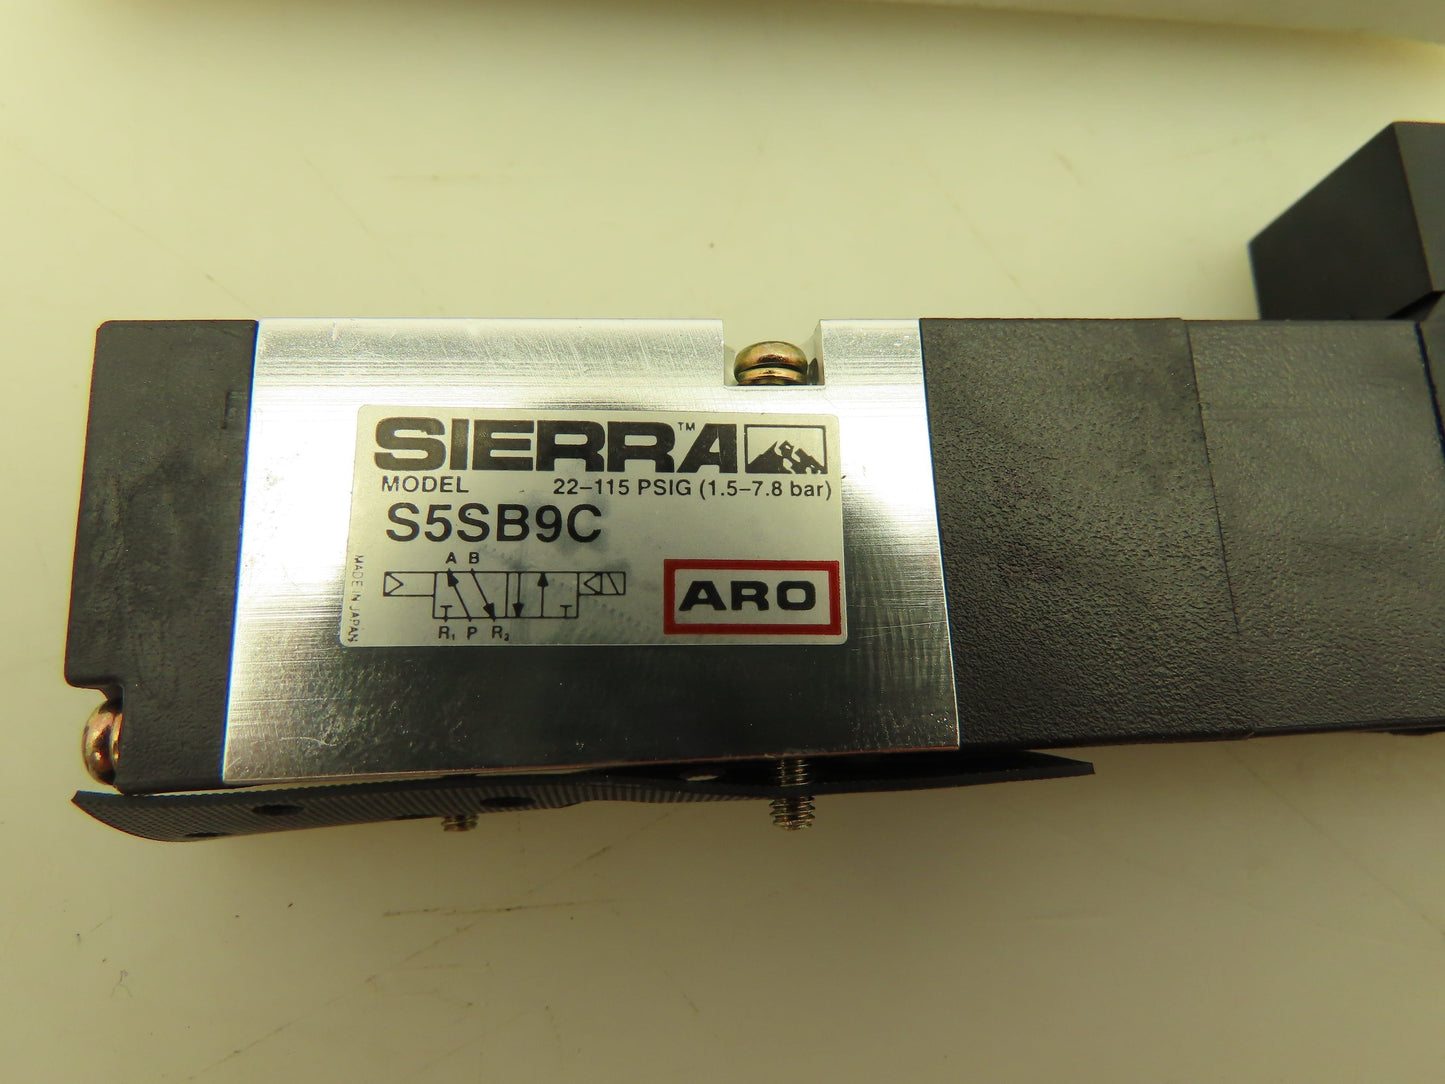 SIERRA™
MODEL 22–115 PSIG (1.5–7.8 bar)
S5SB9C
A B
R₁ P R₂
MADE IN JAPAN
ARO